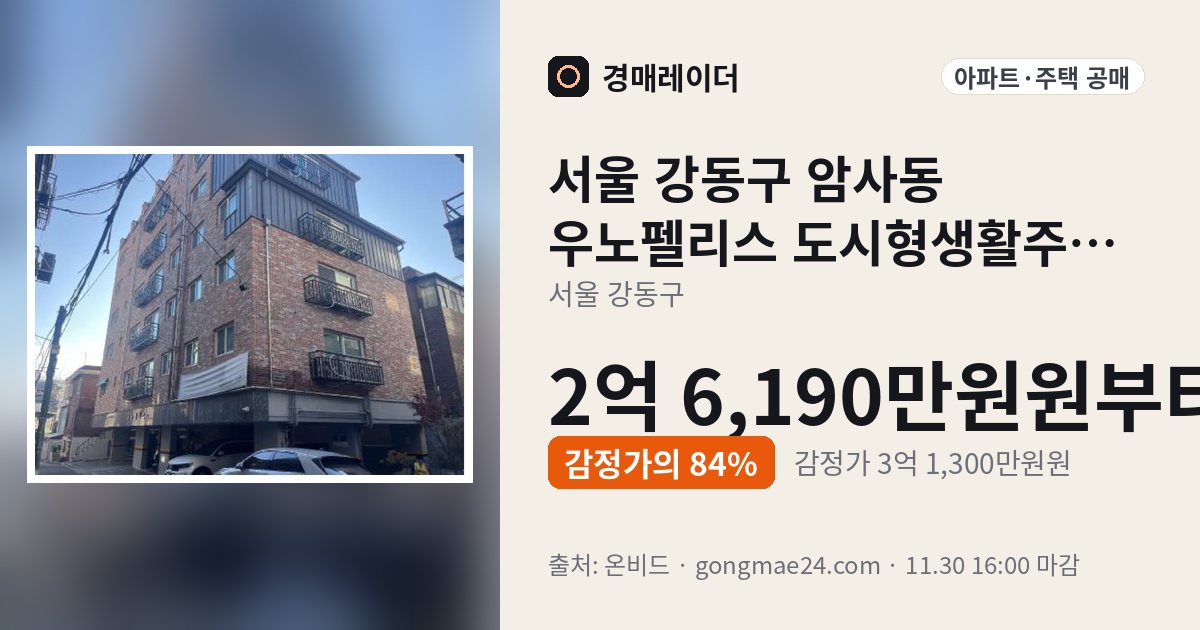 경매레이더
아파트·주택 공매
서울 강동구 암사동
우노펠리스 도시형생활주…
서울 강동구
2억 6,190만원원부터
감정가의 84%
감정가 3억 1,300만원원
출처: 온비드 · gongmae24.com · 11.30 16:00 마감